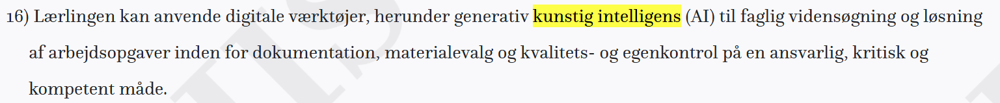 16) Lærlingen kan anvende digitale værktøjer, herunder generativ kunstig intelligens (AI) til faglig vidensøgning og løsning
af arbejdsopgaver inden for dokumentation, materialevalg og kvalitets- og egenkontrol på en ansvarlig, kritisk og
kompetent måde.